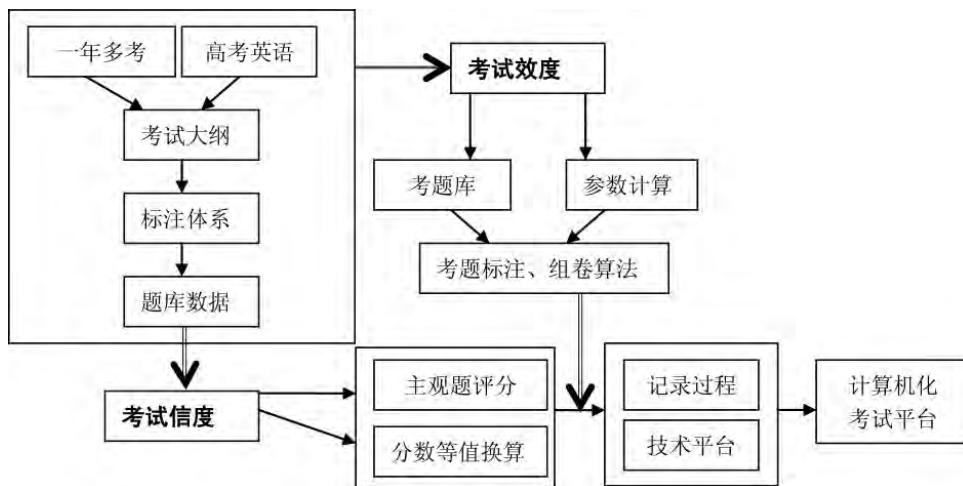 一年多考
高考英语
考试大纲
标注体系
题库数据
考试效度
考题库
参数计算
考题标注、组卷算法
考试信度
主观题评分
分数等值换算
记录过程
技术平台
计算机化
考试平台